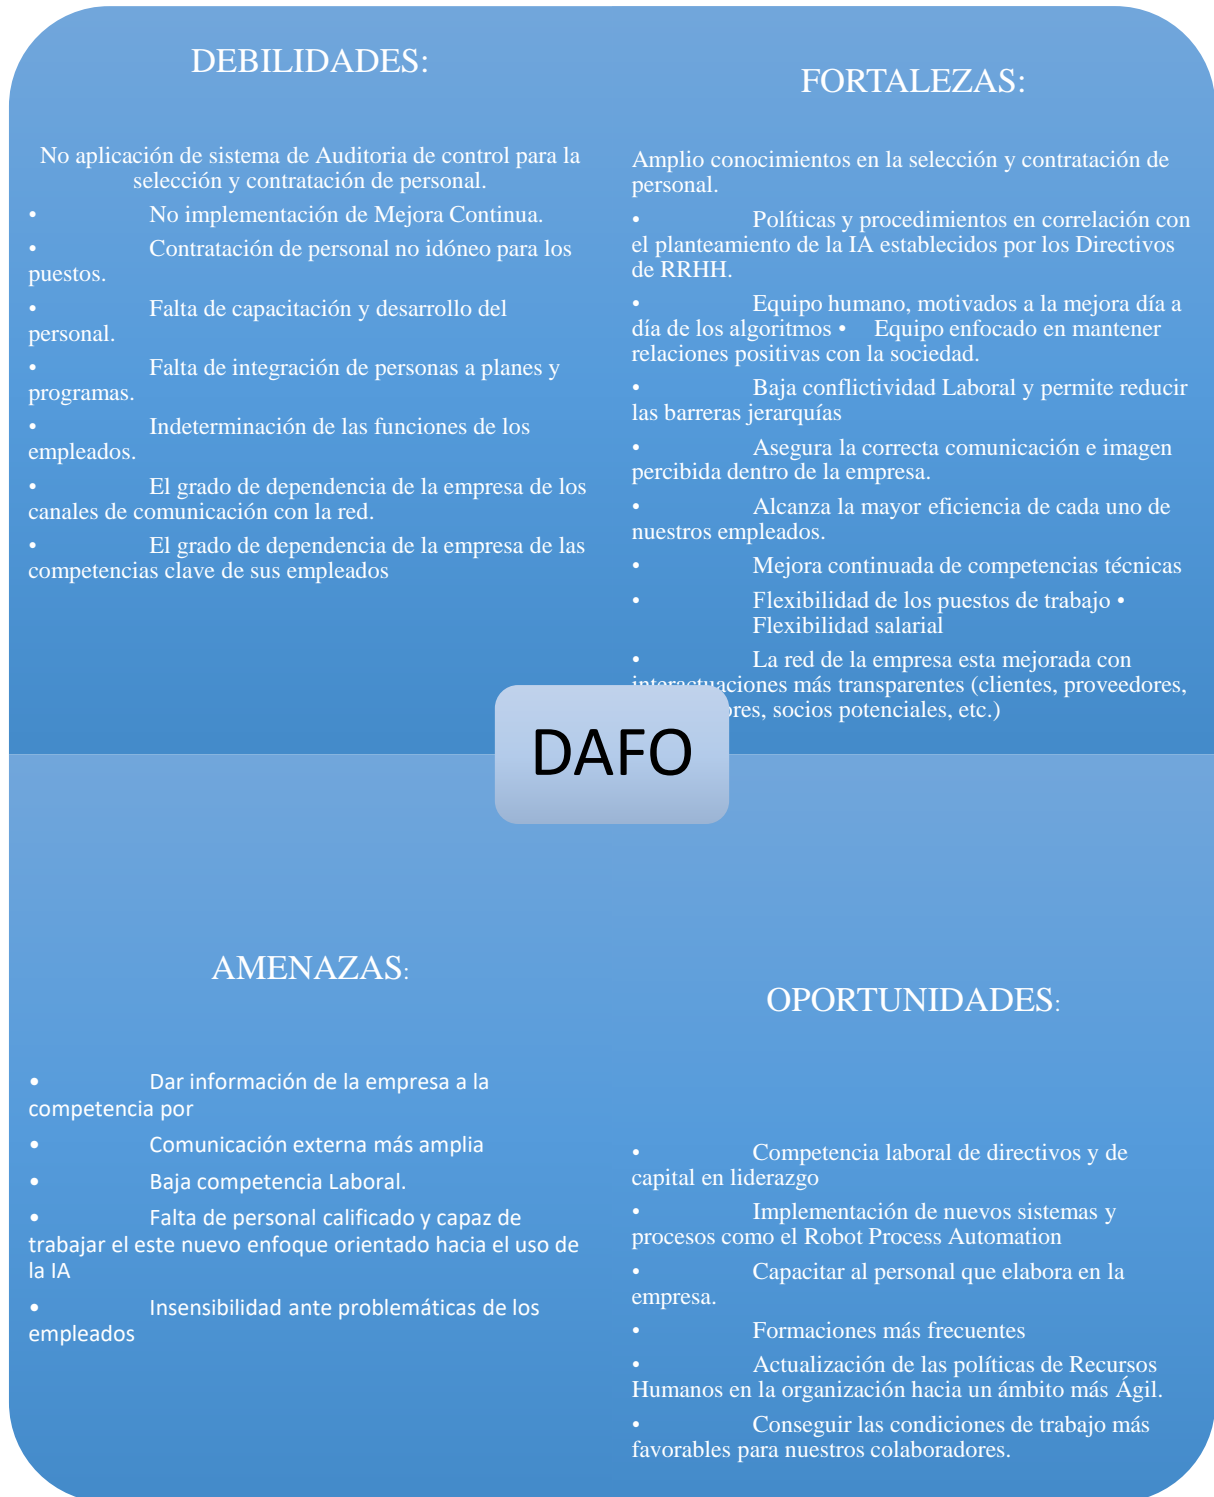 DEBILIDADES:
No aplicación de sistema de Auditoria de control para la
selección y contratación de personal.
• No implementación de Mejora Continua.
• Contratación de personal no idóneo para los
puestos.
• Falta de capacitación y desarrollo del
personal.
• Falta de integración de personas a planes y
programas.
• Indeterminación de las funciones de los
empleados.
• El grado de dependencia de la empresa de los
canales de comunicación con la red.
• El grado de dependencia de la empresa de las
competencias clave de sus empleados
FORTALEZAS:
Amplio conocimientos en la selección y contratación de
personal.
• Políticas y procedimientos en correlación con
el planteamiento de la IA establecidos por los Directivos
de RRHH.
• Equipo humano, motivados a la mejora día a
día de los algoritmos • Equipo enfocado en mantener
relaciones positivas con la sociedad.
• Baja conflictividad Laboral y permite reducir
las barreras jerarquías
• Asegura la correcta comunicación e imagen
percibida dentro de la empresa.
• Alcanza la mayor eficiencia de cada uno de
nuestros empleados.
• Mejora continuada de competencias técnicas
• Flexibilidad de los puestos de trabajo •
Flexibilidad salarial
• La red de la empresa esta mejorada con
interactuaciones más transparentes (clientes, proveedores,
socios potenciales, etc.)
DAFO
AMENAZAS:
• Dar información de la empresa a la
competencia por
• Comunicación externa más amplia
• Baja competencia Laboral.
• Falta de personal calificado y capaz de
trabajar el este nuevo enfoque orientado hacia el uso de
la IA
• Insensibilidad ante problemáticas de los
empleados
OPORTUNIDADES:
• Competencia laboral de directivos y de
capital en liderazgo
• Implementación de nuevos sistemas y
procesos como el Robot Process Automation
• Capacitar al personal que elabora en la
empresa.
• Formaciones más frecuentes
• Actualización de las políticas de Recursos
Humanos en la organización hacia un ámbito más Ágil.
• Conseguir las condiciones de trabajo más
favorables para nuestros colaboradores.